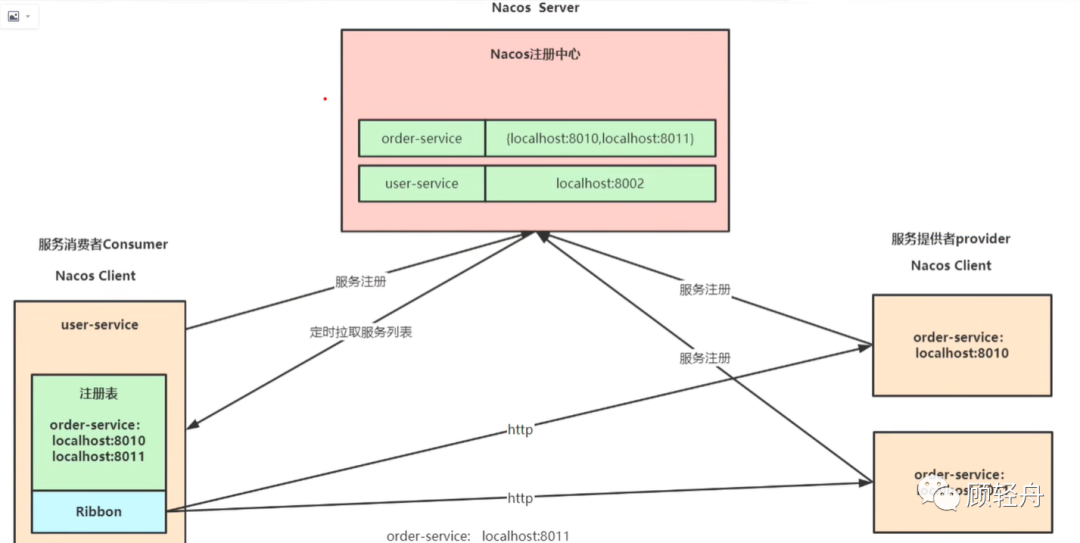 Nacos Server
Nacos注册中心
order-service
(localhost:8010,localhost:8011)
user-service
localhost:8002
服务消费者Consumer
Nacos Client
服务提供者provider
Nacos Client
服务注册
服务注册
定时拉取服务列表
服务注册
user-service
注册表
order-service：
localhost:8010
localhost:8011
Ribbon
http
http
order-service：
localhost:8010
order-service：
顾轻舟
order-service： localhost:8011